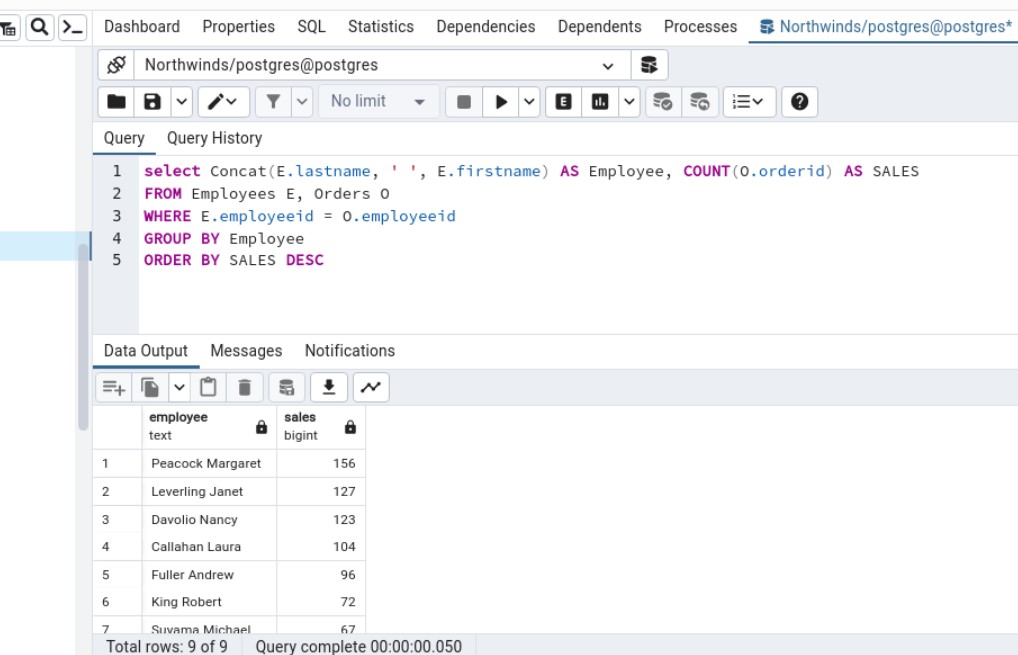 Dashboard Properties SQL Statistics Dependencies Dependents Processes Northwinds/postgres@postgres*
Northwinds/postgres@postgres
No limit
E
Query Query History
1 select Concat(E.lastname, ' ', E.firstname) AS Employee, COUNT(O.orderid) AS SALES
2 FROM Employees E, Orders O
3 WHERE E.employeeid = O.employeeid
4 GROUP BY Employee
5 ORDER BY SALES DESC
Data Output Messages Notifications
employee sales
text bigint
1 Peacock Margaret 156
2 Leverling Janet 127
3 Davolio Nancy 123
4 Callahan Laura 104
5 Fuller Andrew 96
6 King Robert 72
7 Suyama Michael 67
Total rows: 9 of 9 Query complete 00:00:00.050